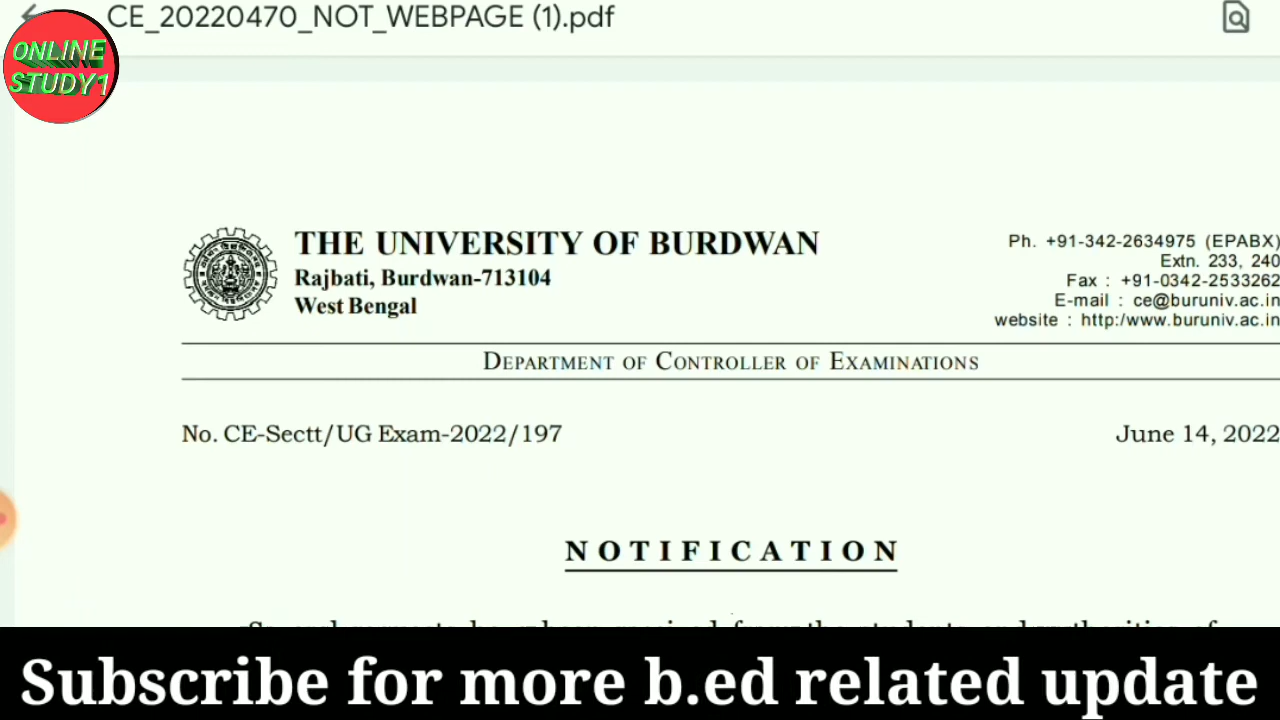 CE_20220470_NOT_WEBPAGE (1).pdf
ONLINE
STUDY1
THE UNIVERSITY OF BURDWAN
Rajbati, Burdwan-713104
West Bengal
Ph. +91-342-2634975 (EPABX)
Extn. 233, 240
Fax : +91-0342-2533262
E-mail : ce@buruniv.ac.in
website : http:/www.buruniv.ac.in
DEPARTMENT OF CONTROLLER OF EXAMINATIONS
No. CE-Sectt/UG Exam-2022/197
June 14, 2022
NOTIFICATION
Subscribe for more b.ed related update